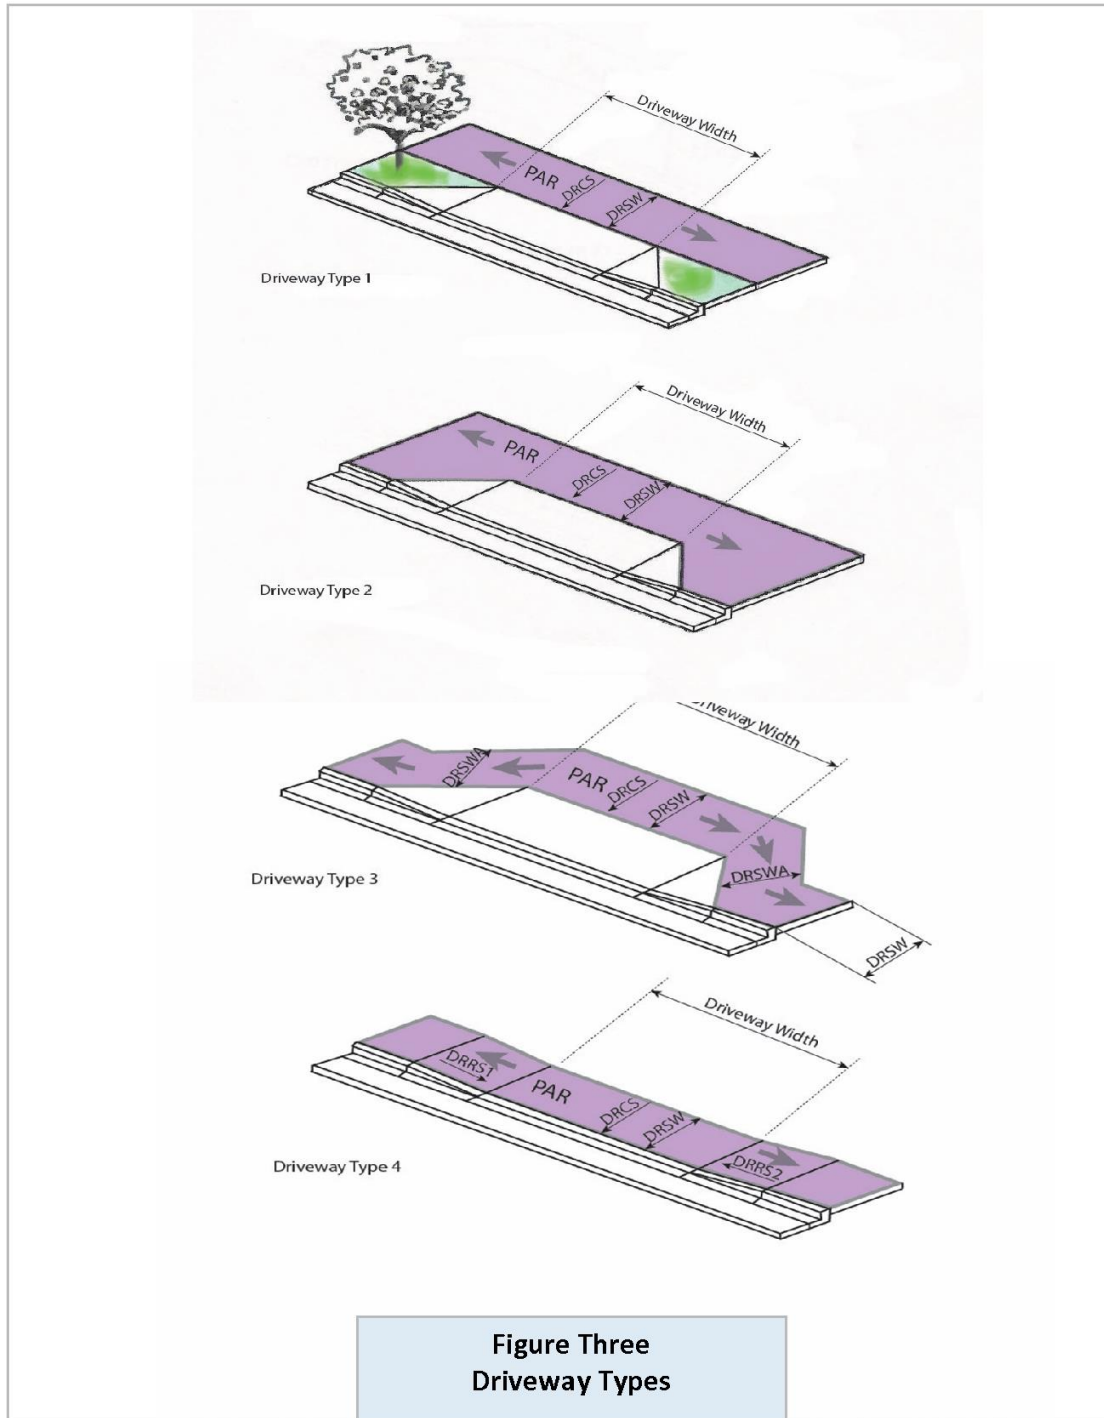 Driveway Width
PAR
DRCS
DRSW
Driveway Type 1
Driveway Width
PAR
DRCS
DRSW
Driveway Type 2
Driveway Width
DRSWA
PAR
DRCS
DRSW
DRSWA
Driveway Type 3
DRSW
Driveway Width
DRRS1
PAR
DRCS
DRSW
DRRS2
Driveway Type 4
Figure Three
Driveway Types